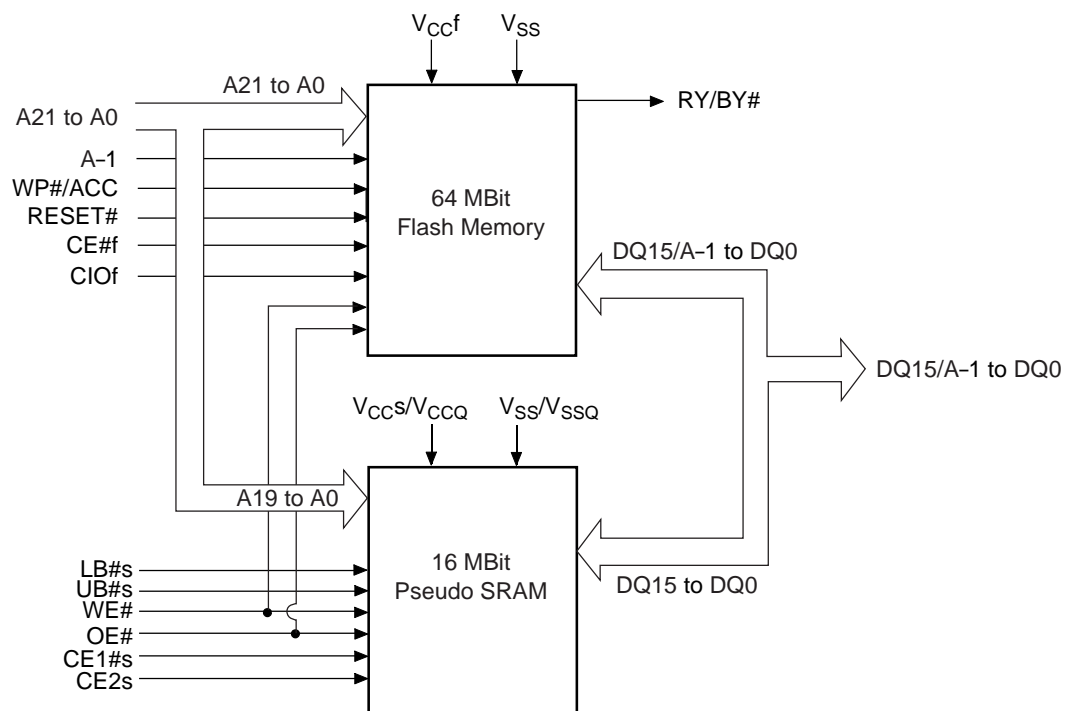 VCCf VSS
A21 to A0
A21 to A0
RY/BY#
A–1
WP#/ACC
RESET#
CE#f
CIOf
64 MBit
Flash Memory
DQ15/A–1 to DQ0
DQ15/A–1 to DQ0
VCCs/VCCQ VSS/VSSQ
A19 to A0
16 MBit
Pseudo SRAM
DQ15 to DQ0
LB#s
UB#s
WE#
OE#
CE1#s
CE2s